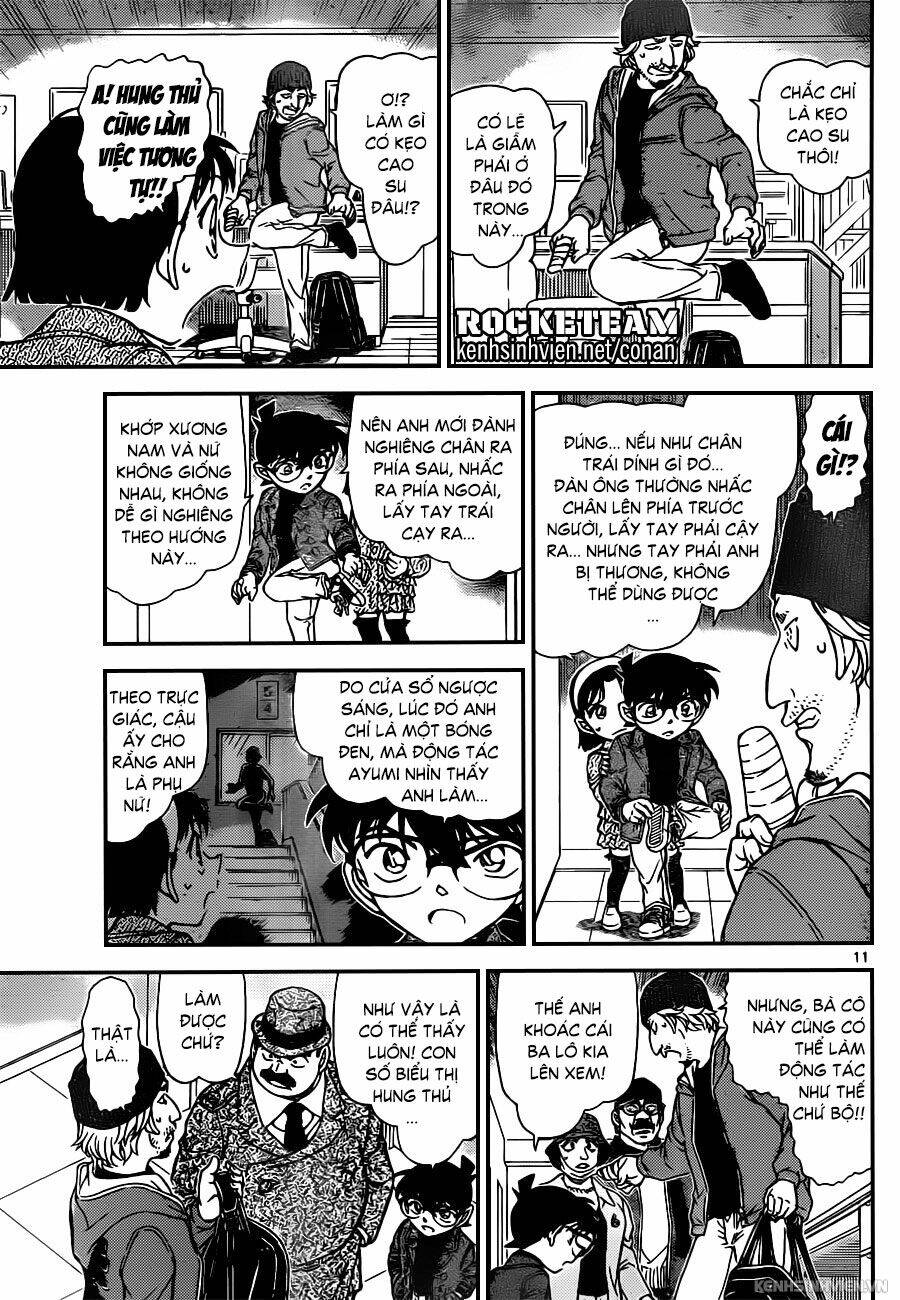 CHẮC CHỈ
LÀ KẸO
CAO SU
THÔI!
CÓ LẼ
LÀ GIẪM
PHẢI Ở
ĐÂU ĐÓ
TRONG
NÀY...
ROCKETEAM
kenhsinhvien.net/conan
Ơ!?
LÀM GÌ
CÓ KẸO
CAO SU
ĐÂU!?
A! HUNG THỦ
CŨNG LÀM
VIỆC TƯƠNG
TỰ!!
CÁI
GÌ!?
ĐÚNG... NẾU NHƯ CHÂN
TRÁI DÍNH GÌ ĐÓ...
ĐÀN ÔNG THƯỜNG NHẤC
CHÂN LÊN PHÍA TRƯỚC
NGƯỜI, LẤY TAY PHẢI CẬY
RA... NHƯNG TAY PHẢI ANH
BỊ THƯƠNG, KHÔNG
THỂ DÙNG ĐƯỢC
...
NÊN ANH MỚI ĐÀNH
NGHIÊNG CHÂN RA
PHÍA SAU, NHẤC
RA PHÍA NGOÀI,
LẤY TAY TRÁI
CẠY RA...
KHỚP XƯƠNG
NAM VÀ NỮ
KHÔNG GIỐNG
NHAU, KHÔNG
DỄ GÌ NGHIÊNG
THEO HƯỚNG
NÀY...
DO CỬA SỔ NGƯỢC
SÁNG, LÚC ĐÓ ANH
CHỈ LÀ MỘT BÓNG
ĐEN, MÀ ĐỘNG TÁC
AYUMI NHÌN THẤY
ANH LÀM...
THEO TRỰC
GIÁC, CẬU
ẤY CHO
RẰNG ANH
LÀ PHỤ
NỮ!
5
4
11
NHƯNG, BÀ CÔ
NÀY CŨNG CÓ
THỂ LÀM
ĐỘNG TÁC
NHƯ THẾ
CHỨ BỘ!!
THẾ ANH
KHOÁC CÁI
BA LÔ KIA
LÊN XEM!
NHƯ VẬY LÀ
CÓ THỂ THẤY
LUÔN! CON
SỐ BIỂU THỊ
HUNG THỦ
...
LÀM
ĐƯỢC
CHỨ?
THẬT
LÀ...
KENHSINHVIEN.VN